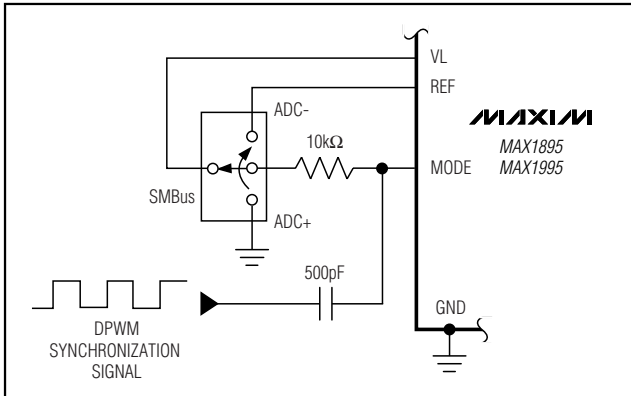 VL
REF
ADC-
MAXIM
10kΩ
MAX1895
MAX1995
MODE
SMBus
ADC+
500pF
GND
DPWM
SYNCHRONIZATION
SIGNAL